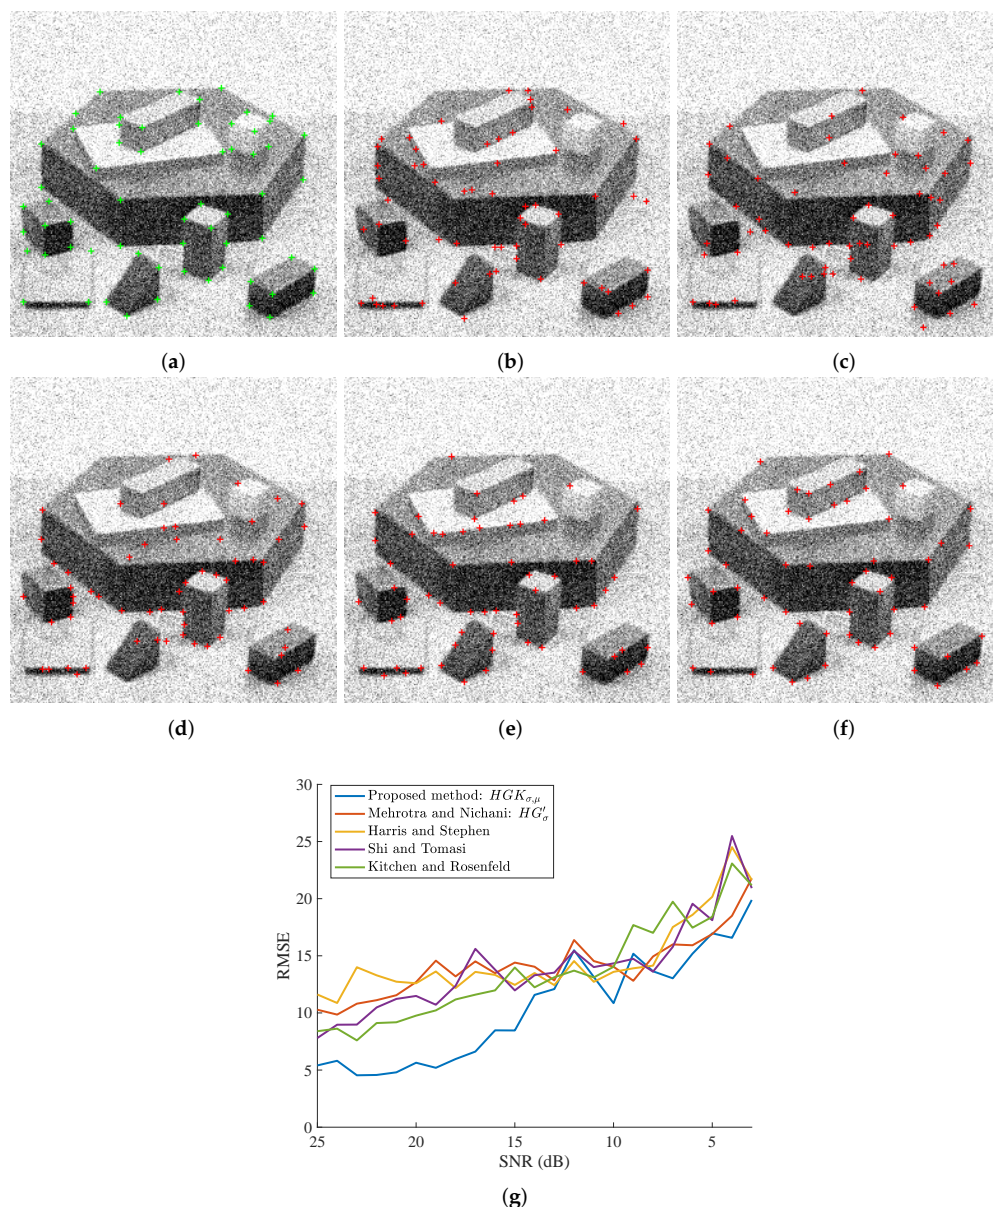 (a)
(b)
(c)
(d)
(e)
(f)
30
25
20
15
10
5
0
RMSE
Proposed method: HGKσ,μ
Mehrotra and Nichani: HG′σ
Harris and Stephen
Shi and Tomasi
Kitchen and Rosenfeld
25
20
15
10
5
SNR (dB)
(g)